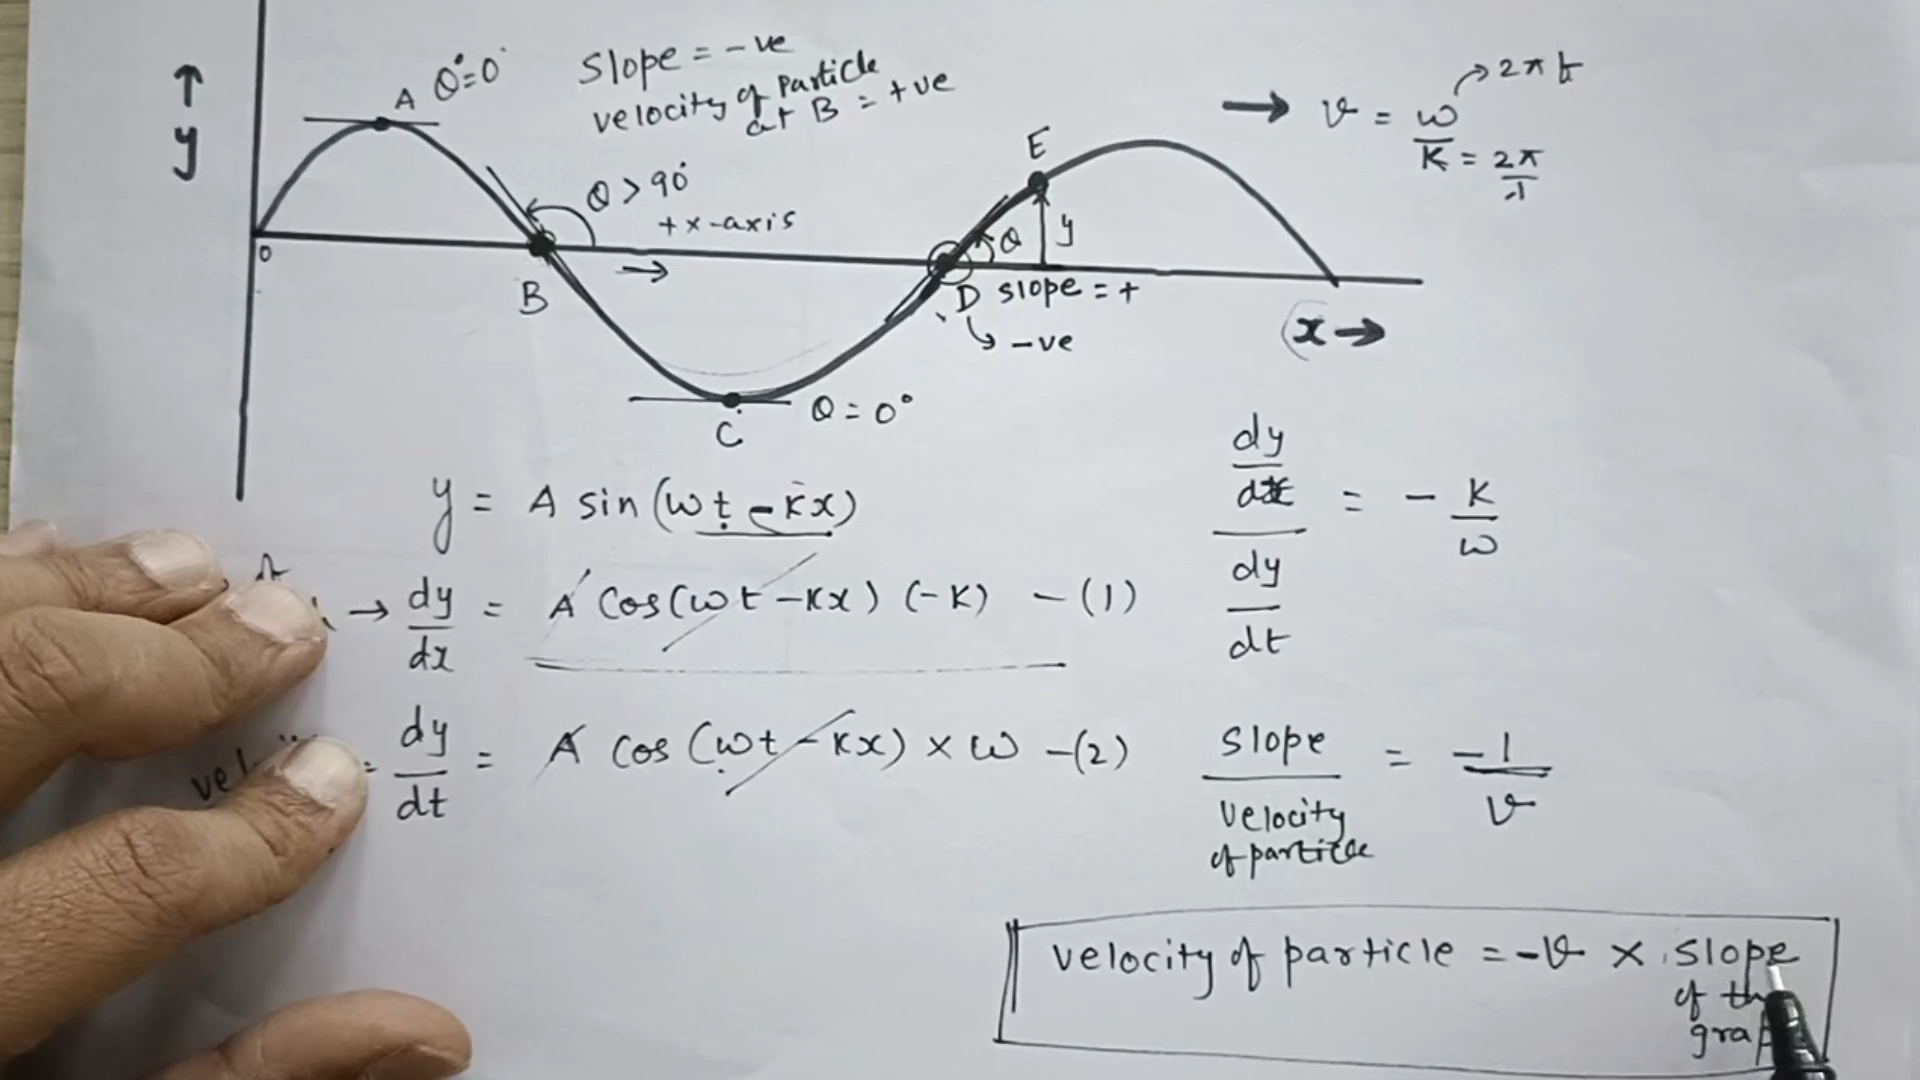 ↑
y
A θ=0°
Slope = -ve
velocity of particle
at B = +ve
→ v = ω/K
→ 2π
K = 2π/λ
θ > 90°
+x-axis
→
E
y
θ
0
B
D slope = +
↳ -ve
x →
C
θ = 0°
y = A sin(ωt - Kx)
→ dy/dx = A Cos(ωt - Kx) (-K) - (1)
dy/dt = A cos(ωt - Kx) × ω - (2)
dy/dx
/
dy/dt
= - K/ω
Slope
velocity
of particle
= -1/v
velocity of particle = -v × slope
of